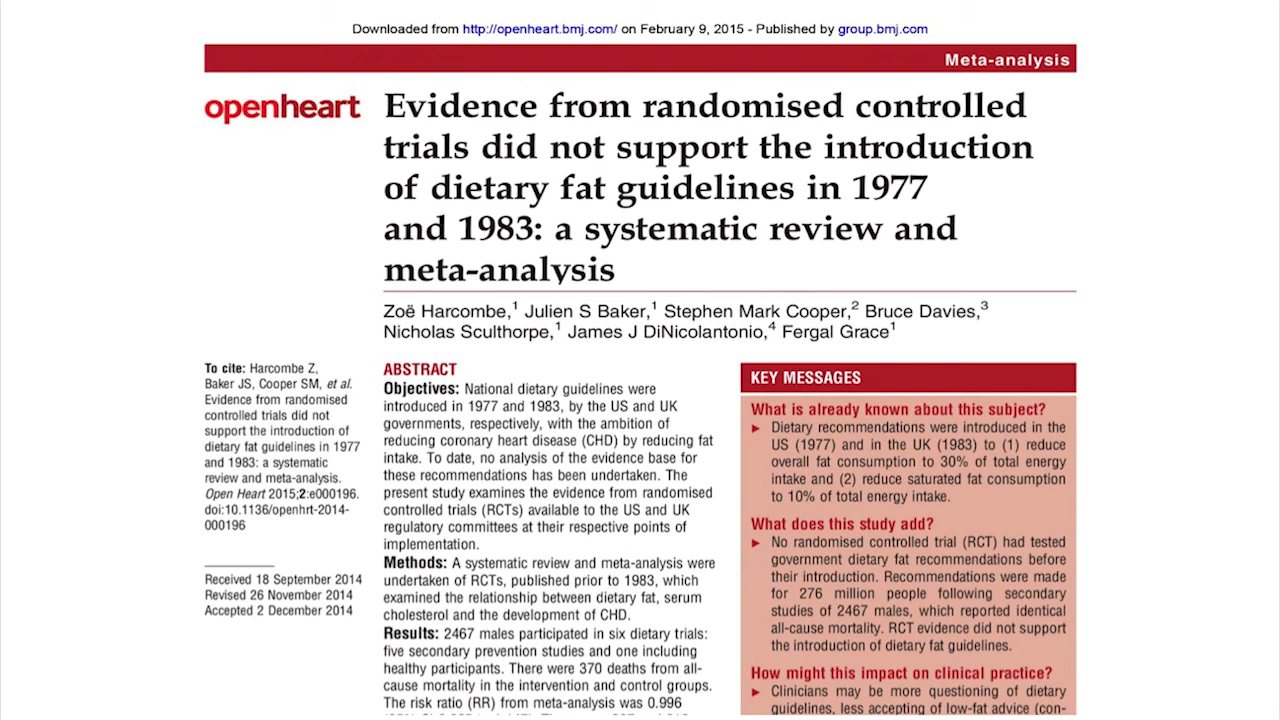 Downloaded from http://openheart.bmj.com/ on February 9, 2015 - Published by group.bmj.com
Meta-analysis
openheart
Evidence from randomised controlled
trials did not support the introduction
of dietary fat guidelines in 1977
and 1983: a systematic review and
meta-analysis
Zoë Harcombe,1 Julien S Baker,1 Stephen Mark Cooper,2 Bruce Davies,3
Nicholas Sculthorpe,1 James J DiNicolantonio,4 Fergal Grace1
To cite: Harcombe Z,
Baker JS, Cooper SM, et al.
Evidence from randomised
controlled trials did not
support the introduction of
dietary fat guidelines in 1977
and 1983: a systematic
review and meta-analysis.
Open Heart 2015;2:e000196.
doi:10.1136/openhrt-2014-
000196
Received 18 September 2014
Revised 26 November 2014
Accepted 2 December 2014
ABSTRACT
Objectives: National dietary guidelines were
introduced in 1977 and 1983, by the US and UK
governments, respectively, with the ambition of
reducing coronary heart disease (CHD) by reducing fat
intake. To date, no analysis of the evidence base for
these recommendations has been undertaken. The
present study examines the evidence from randomised
controlled trials (RCTs) available to the US and UK
regulatory committees at their respective points of
implementation.
Methods: A systematic review and meta-analysis were
undertaken of RCTs, published prior to 1983, which
examined the relationship between dietary fat, serum
cholesterol and the development of CHD.
Results: 2467 males participated in six dietary trials:
five secondary prevention studies and one including
healthy participants. There were 370 deaths from all-
cause mortality in the intervention and control groups.
The risk ratio (RR) from meta-analysis was 0.996
KEY MESSAGES
What is already known about this subject?
► Dietary recommendations were introduced in the
US (1977) and in the UK (1983) to (1) reduce
overall fat consumption to 30% of total energy
intake and (2) reduce saturated fat consumption
to 10% of total energy intake.
What does this study add?
► No randomised controlled trial (RCT) had tested
government dietary fat recommendations before
their introduction. Recommendations were made
for 276 million people following secondary
studies of 2467 males, which reported identical
all-cause mortality. RCT evidence did not support
the introduction of dietary fat guidelines.
How might this impact on clinical practice?
► Clinicians may be more questioning of dietary
guidelines, less accepting of low-fat advice (con-